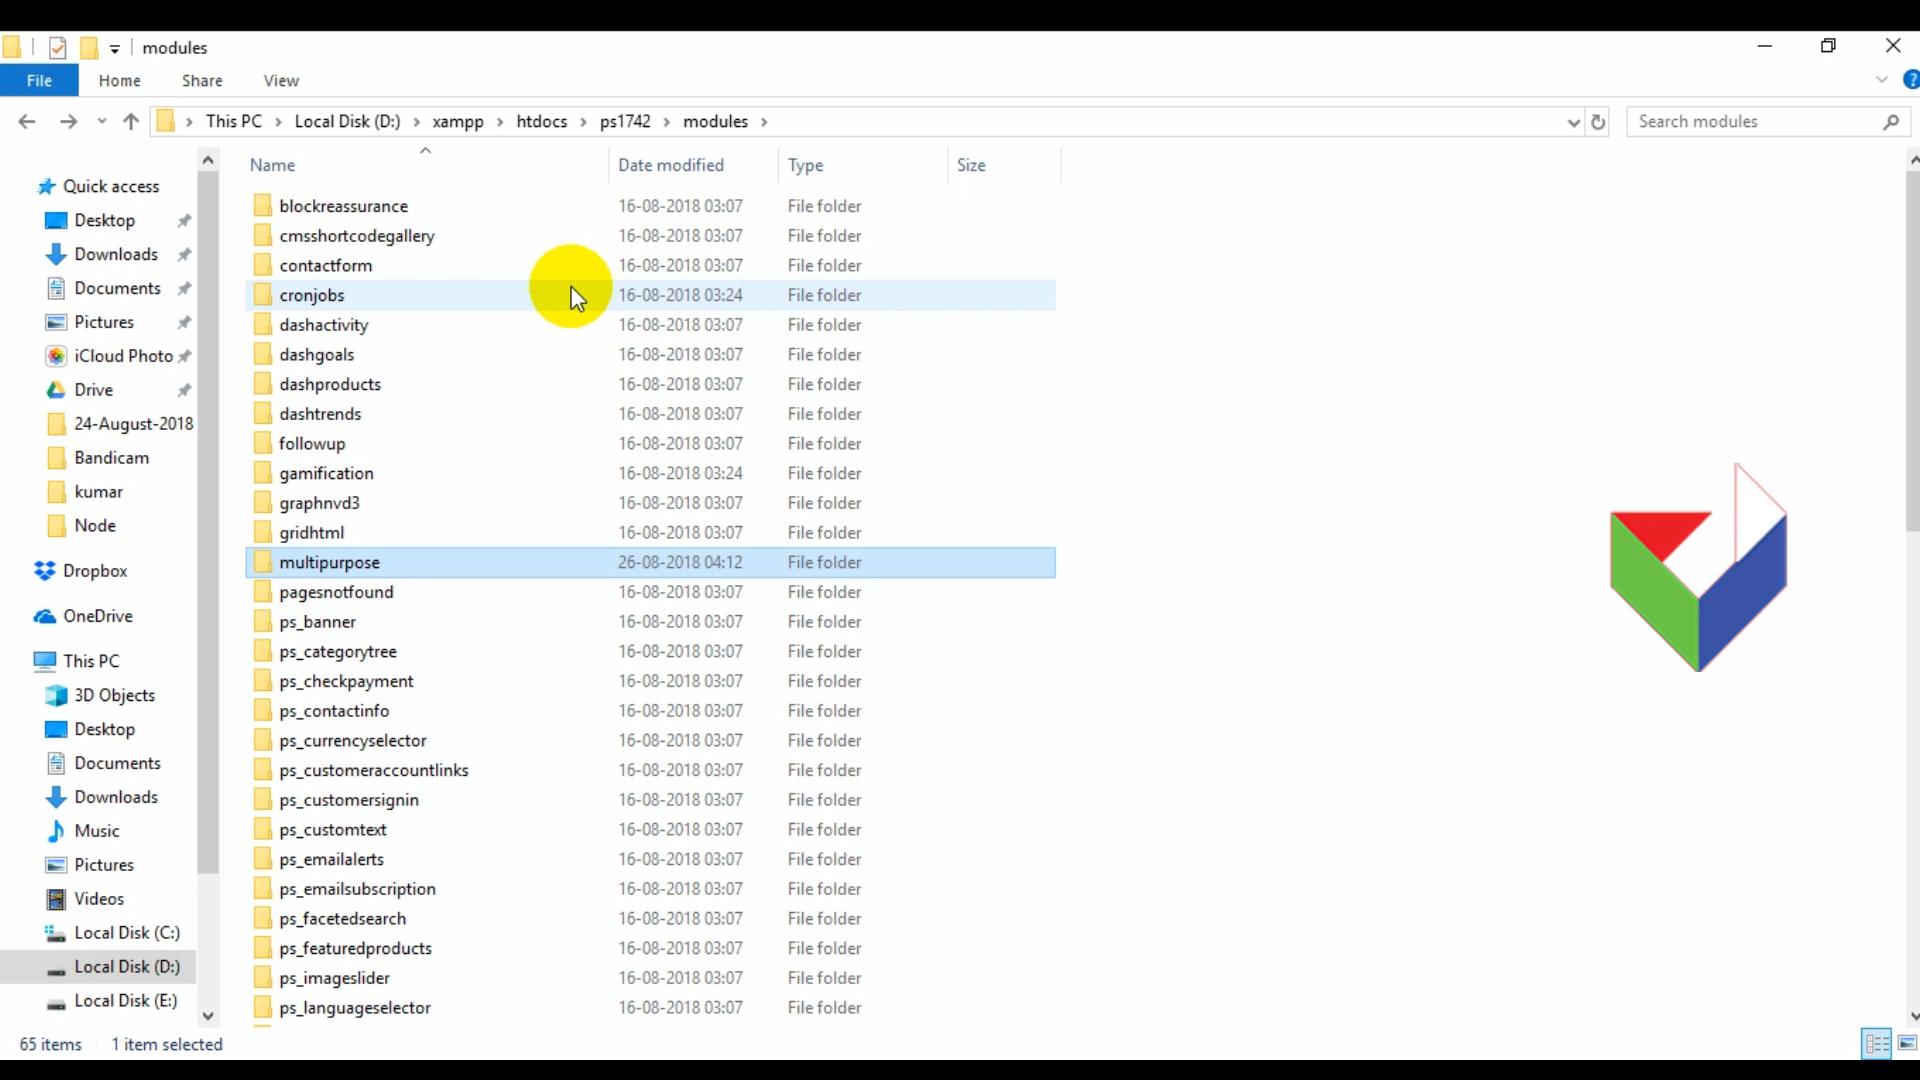 modules
File Home Share View
This PC Local Disk (D:) xampp htdocs ps1742 modules Search modules
Name Date modified Type Size
Quick access
Desktop
Downloads
Documents
Pictures
iCloud Photo
Drive
24-August-2018
Bandicam
kumar
Node
Dropbox
OneDrive
This PC
3D Objects
Desktop
Documents
Downloads
Music
Pictures
Videos
Local Disk (C:)
Local Disk (D:)
Local Disk (E:)
blockreassurance 16-08-2018 03:07 File folder
cmsshortcodegallery 16-08-2018 03:07 File folder
contactform 16-08-2018 03:07 File folder
cronjobs 16-08-2018 03:24 File folder
dashactivity 16-08-2018 03:07 File folder
dashgoals 16-08-2018 03:07 File folder
dashproducts 16-08-2018 03:07 File folder
dashtrends 16-08-2018 03:07 File folder
followup 16-08-2018 03:07 File folder
gamification 16-08-2018 03:24 File folder
graphnvd3 16-08-2018 03:07 File folder
gridhtml 16-08-2018 03:07 File folder
multipurpose 26-08-2018 04:12 File folder
pagesnotfound 16-08-2018 03:07 File folder
ps_banner 16-08-2018 03:07 File folder
ps_categorytree 16-08-2018 03:07 File folder
ps_checkpayment 16-08-2018 03:07 File folder
ps_contactinfo 16-08-2018 03:07 File folder
ps_currencyselector 16-08-2018 03:07 File folder
ps_customeraccountlinks 16-08-2018 03:07 File folder
ps_customersignin 16-08-2018 03:07 File folder
ps_customtext 16-08-2018 03:07 File folder
ps_emailalerts 16-08-2018 03:07 File folder
ps_emailsubscription 16-08-2018 03:07 File folder
ps_facetedsearch 16-08-2018 03:07 File folder
ps_featuredproducts 16-08-2018 03:07 File folder
ps_imageslider 16-08-2018 03:07 File folder
ps_languageselector 16-08-2018 03:07 File folder
65 items 1 item selected